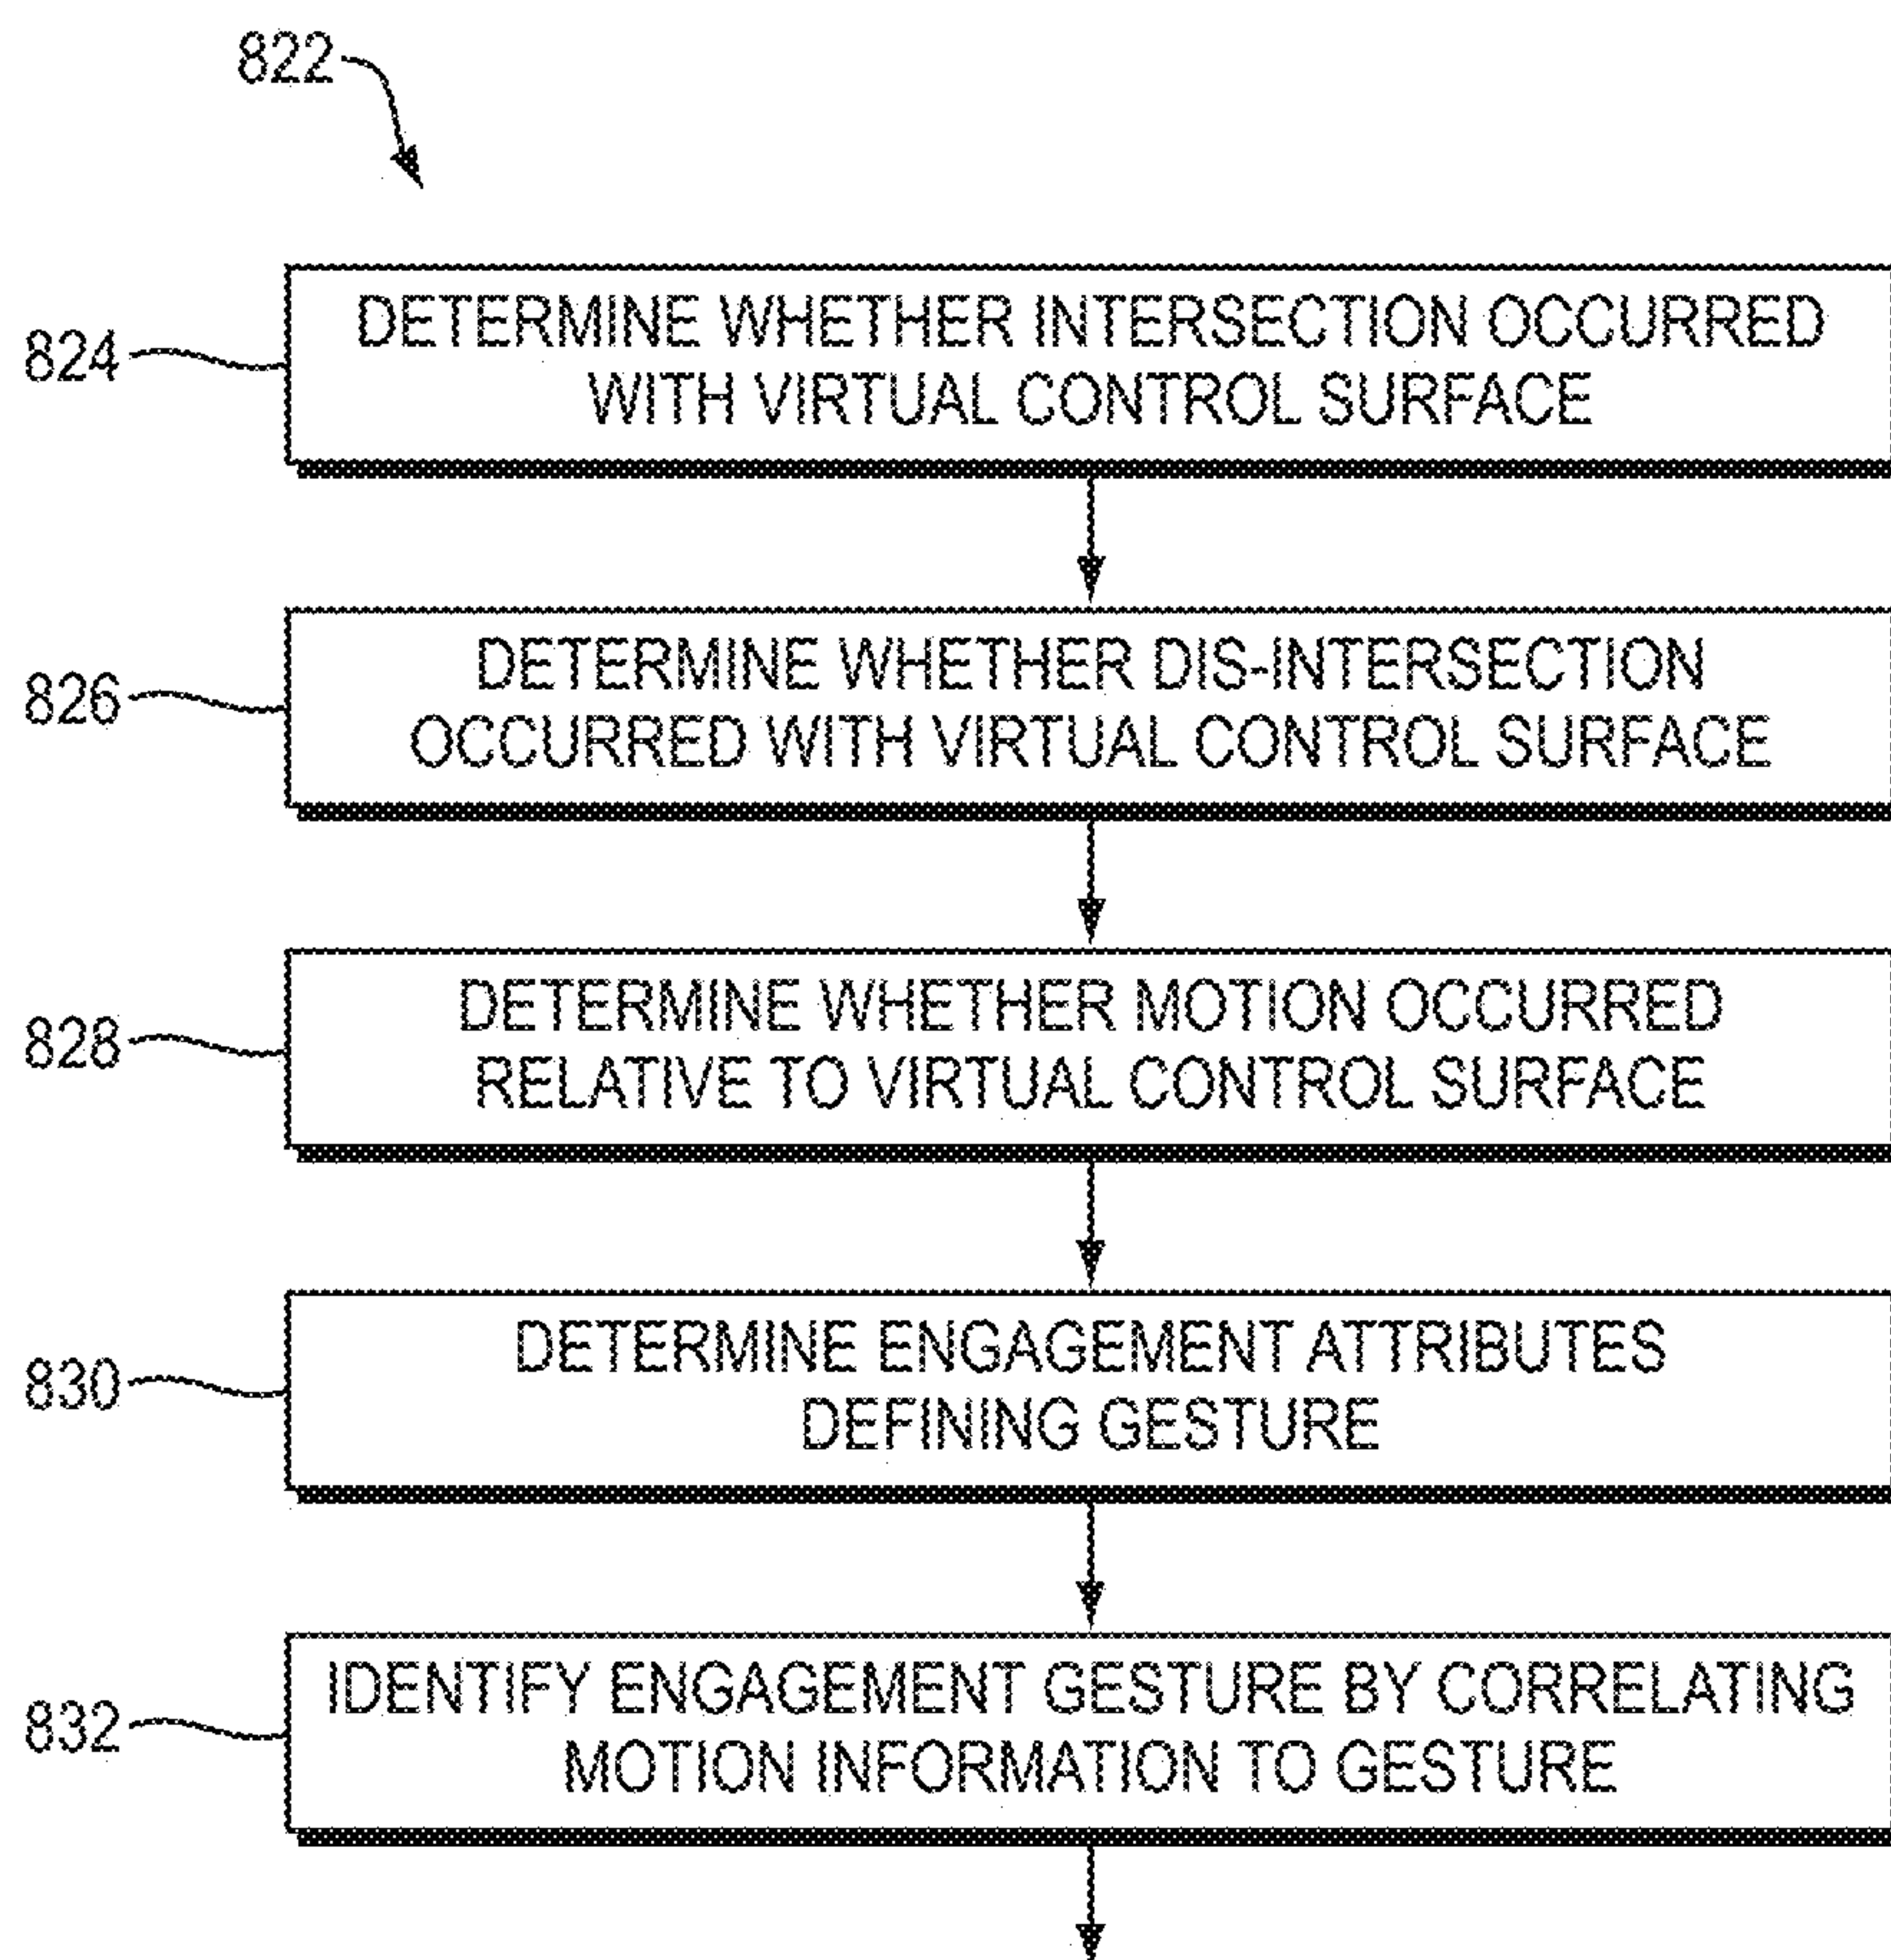 822
824
DETERMINE WHETHER INTERSECTION OCCURRED
WITH VIRTUAL CONTROL SURFACE
826
DETERMINE WHETHER DIS-INTERSECTION
OCCURRED WITH VIRTUAL CONTROL SURFACE
828
DETERMINE WHETHER MOTION OCCURRED
RELATIVE TO VIRTUAL CONTROL SURFACE
830
DETERMINE ENGAGEMENT ATTRIBUTES
DEFINING GESTURE
832
IDENTIFY ENGAGEMENT GESTURE BY CORRELATING
MOTION INFORMATION TO GESTURE